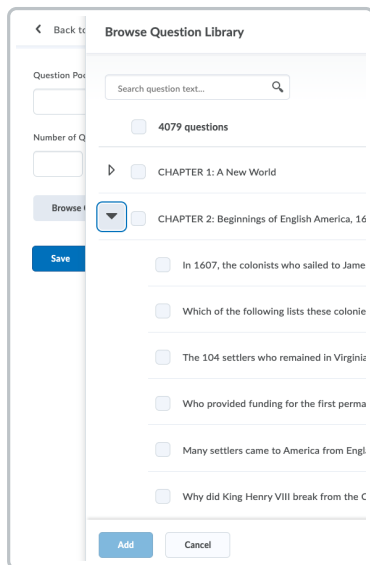 Back to
Browse Question Library
Question Poo
Search question text...
4079 questions
Number of Q
CHAPTER 1: A New World
Browse
CHAPTER 2: Beginnings of English America, 16
Save
In 1607, the colonists who sailed to Jame
Which of the following lists these colonie
The 104 settlers who remained in Virginia
Who provided funding for the first perma
Many settlers came to America from Engl
Why did King Henry VIII break from the C
Add
Cancel